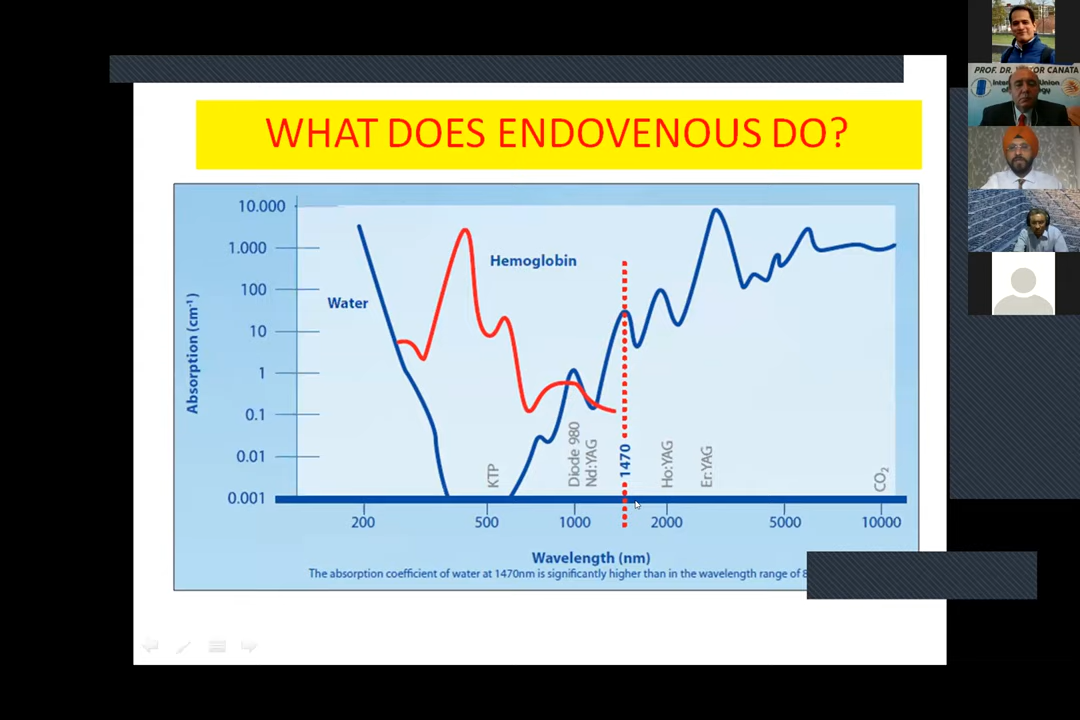 WHAT DOES ENDOVENOUS DO?
10.000
1.000
100
10
1
0.1
0.01
0.001
Absorption (cm-1)
Water
Hemoglobin
KTP
Diode 980
Nd:YAG
1470
Ho:YAG
Er:YAG
CO2
200
500
1000
2000
5000
10000
Wavelength (nm)
The absorption coefficient of water at 1470nm is significantly higher than in the wavelength range of
PROF. DR. CANATA